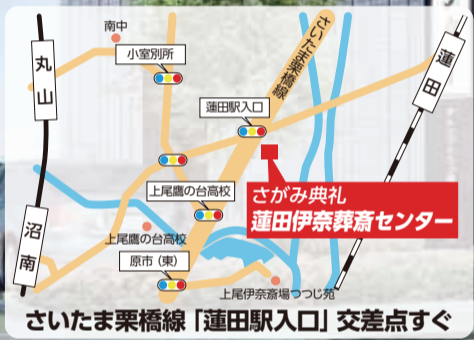 南中
小室別所
さいたま栗橋線
丸山
蓮田
蓮田駅入口
さがみ典礼
蓮田伊奈葬斎センター
上尾鷹の台高校
上尾鷹の台高校
沼南
原市（東）
上尾伊奈斎場つつじ苑
さいたま栗橋線「蓮田駅入口」交差点すぐ